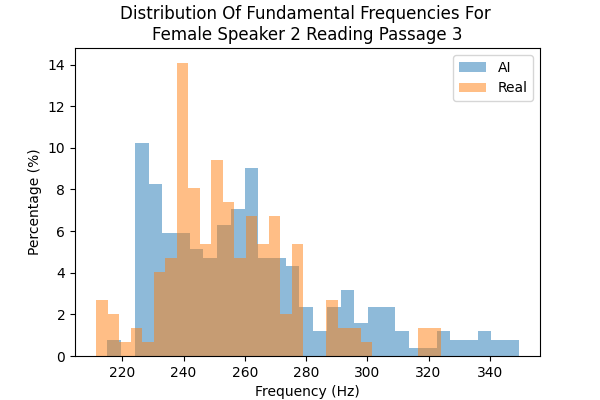 Distribution Of Fundamental Frequencies For
Female Speaker 2 Reading Passage 3
AI
Real
14
12
10
8
6
4
2
0
Percentage (%)
220 240 260 280 300 320 340
Frequency (Hz)